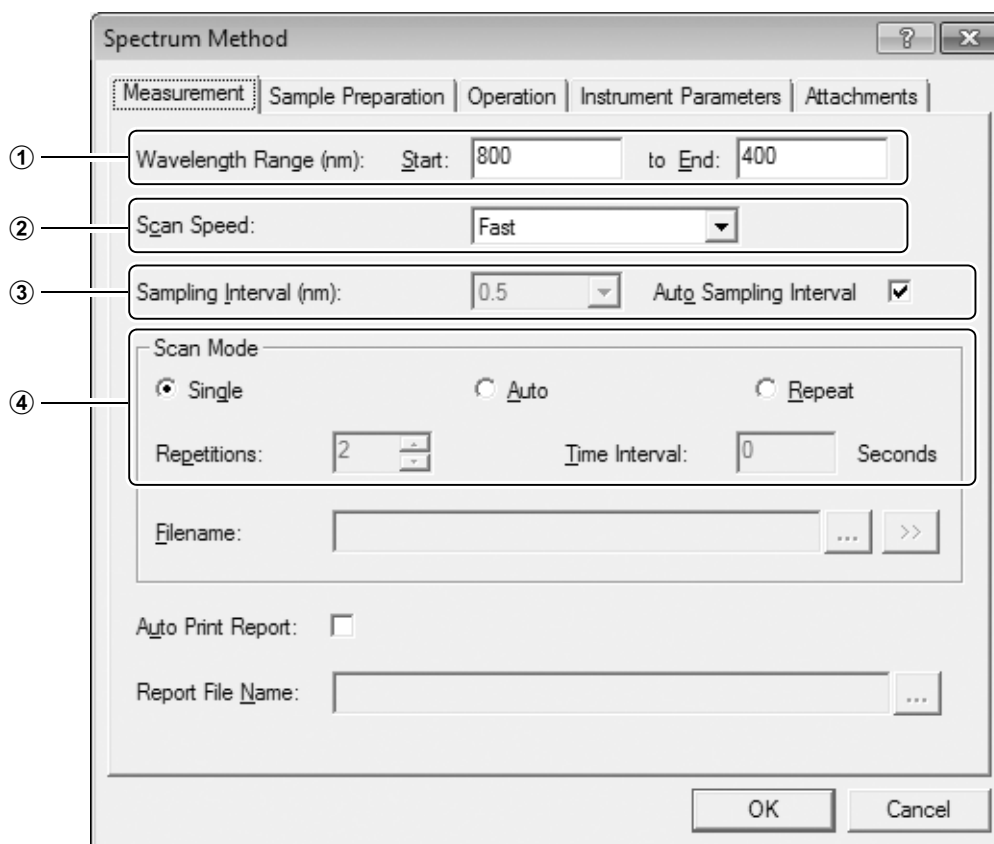 Spectrum Method
Measurement Sample Preparation Operation Instrument Parameters Attachments
① Wavelength Range (nm): Start: 800 to End: 400
② Scan Speed: Fast
③ Sampling Interval (nm): 0.5 Auto Sampling Interval
Scan Mode
④ Single Auto Repeat
Repetitions: 2 Time Interval: 0 Seconds
Filename: ... >>
Auto Print Report:
Report File Name: ...
OK Cancel